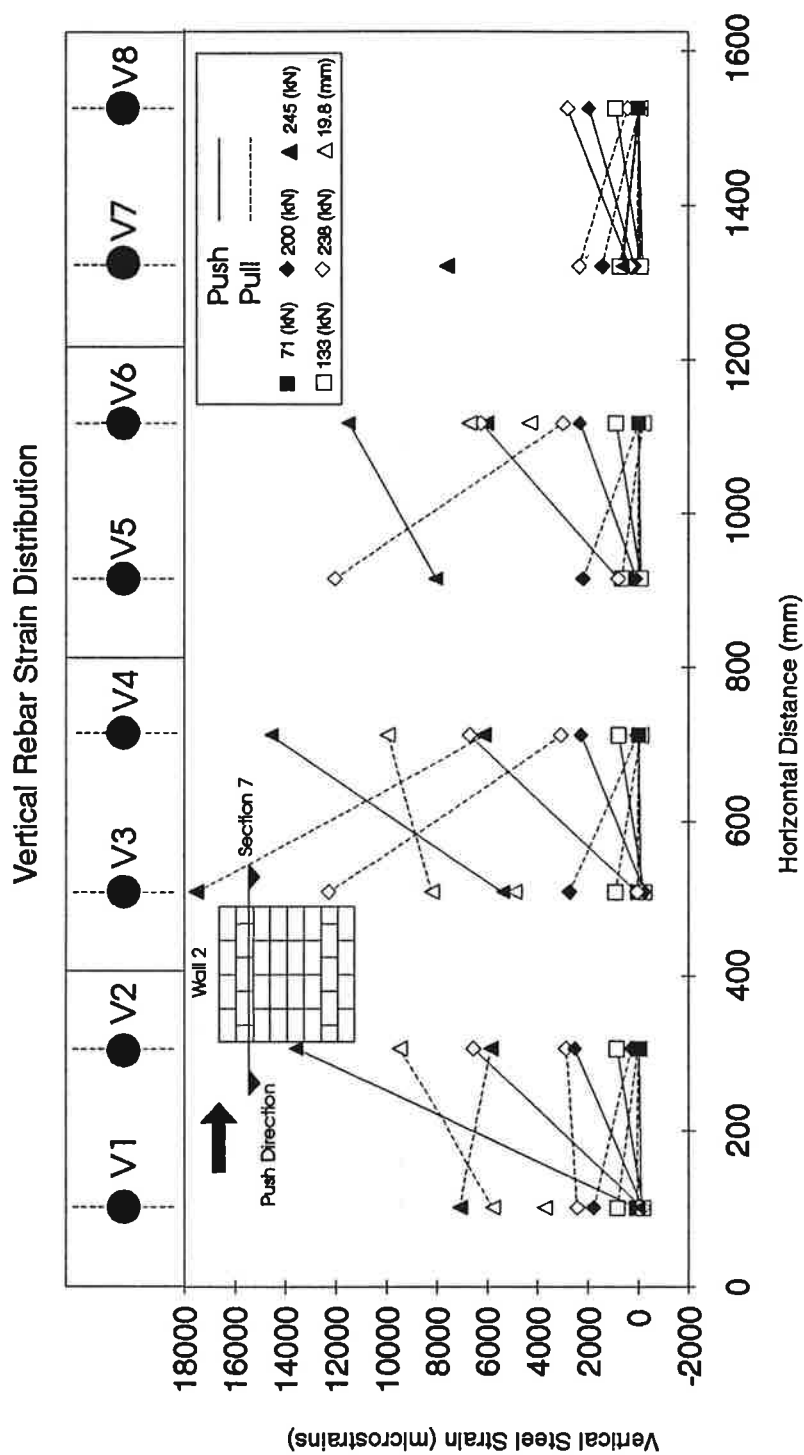 Vertical Rebar Strain Distribution
V1 V2 V3 V4 V5 V6 V7 V8
Wall 2
Section 7
Push Direction
Push
Pull
71 (kN) 200 (kN) 245 (kN)
133 (kN) 238 (kN) 19.8 (mm)
Vertical Steel Strain (microstrains)
18000
16000
14000
12000
10000
8000
6000
4000
2000
0
-2000
0 200 400 600 800 1000 1200 1400 1600
Horizontal Distance (mm)